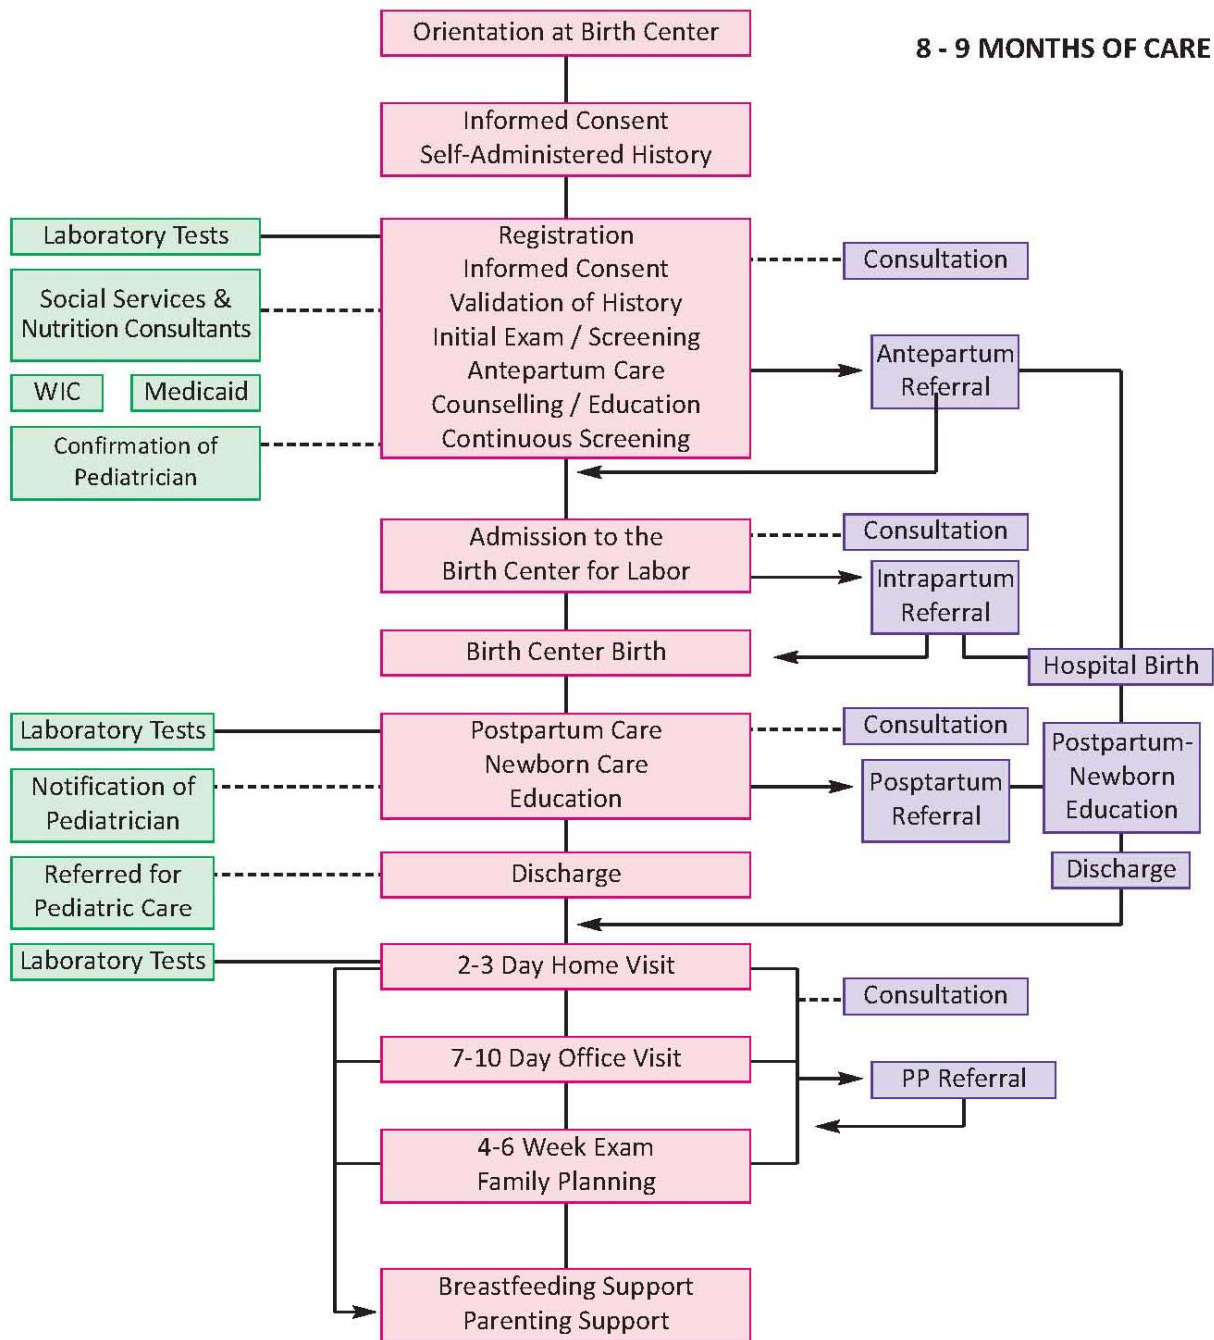 Orientation at Birth Center
8 - 9 MONTHS OF CARE
Informed Consent
Self-Administered History
Laboratory Tests
Social Services &
Nutrition Consultants
WIC
Medicaid
Confirmation of
Pediatrician
Registration
Informed Consent
Validation of History
Initial Exam / Screening
Antepartum Care
Counselling / Education
Continuous Screening
Consultation
Antepartum
Referral
Admission to the
Birth Center for Labor
Consultation
Intrapartum
Referral
Birth Center Birth
Hospital Birth
Laboratory Tests
Notification of
Pediatrician
Postpartum Care
Newborn Care
Education
Consultation
Posptartum
Referral
Postpartum-
Newborn
Education
Referred for
Pediatric Care
Discharge
Discharge
Laboratory Tests
2-3 Day Home Visit
Consultation
7-10 Day Office Visit
PP Referral
4-6 Week Exam
Family Planning
Breastfeeding Support
Parenting Support